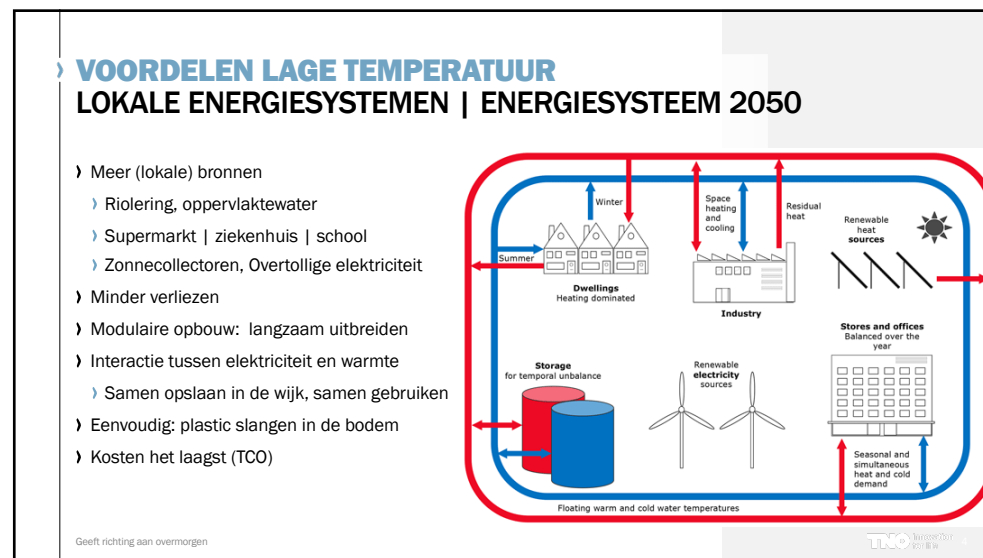 VOORDELEN LAGE TEMPERATUUR
LOKALE ENERGIESYSTEMEN | ENERGIESYSTEEM 2050
Meer (lokale) bronnen
Riolering, oppervlaktewater
Supermarkt | ziekenhuis | school
Zonnecollectoren, Overtollige elektriciteit
Minder verliezen
Modulaire opbouw: langzaam uitbreiden
Interactie tussen elektriciteit en warmte
Samen opslaan in de wijk, samen gebruiken
Eenvoudig: plastic slangen in de bodem
Kosten het laagst (TCO)
Winter
Summer
Dwellings
Heating dominated
Space
heating
and
cooling
Residual
heat
Industry
Renewable
heat
sources
Stores and offices
Balanced over the
year
Storage
for temporal unbalance
Renewable
electricity
sources
Seasonal and
simultaneous
heat and cold
demand
Floating warm and cold water temperatures
Geeft richting aan overmorgen
TNO innovation
for life